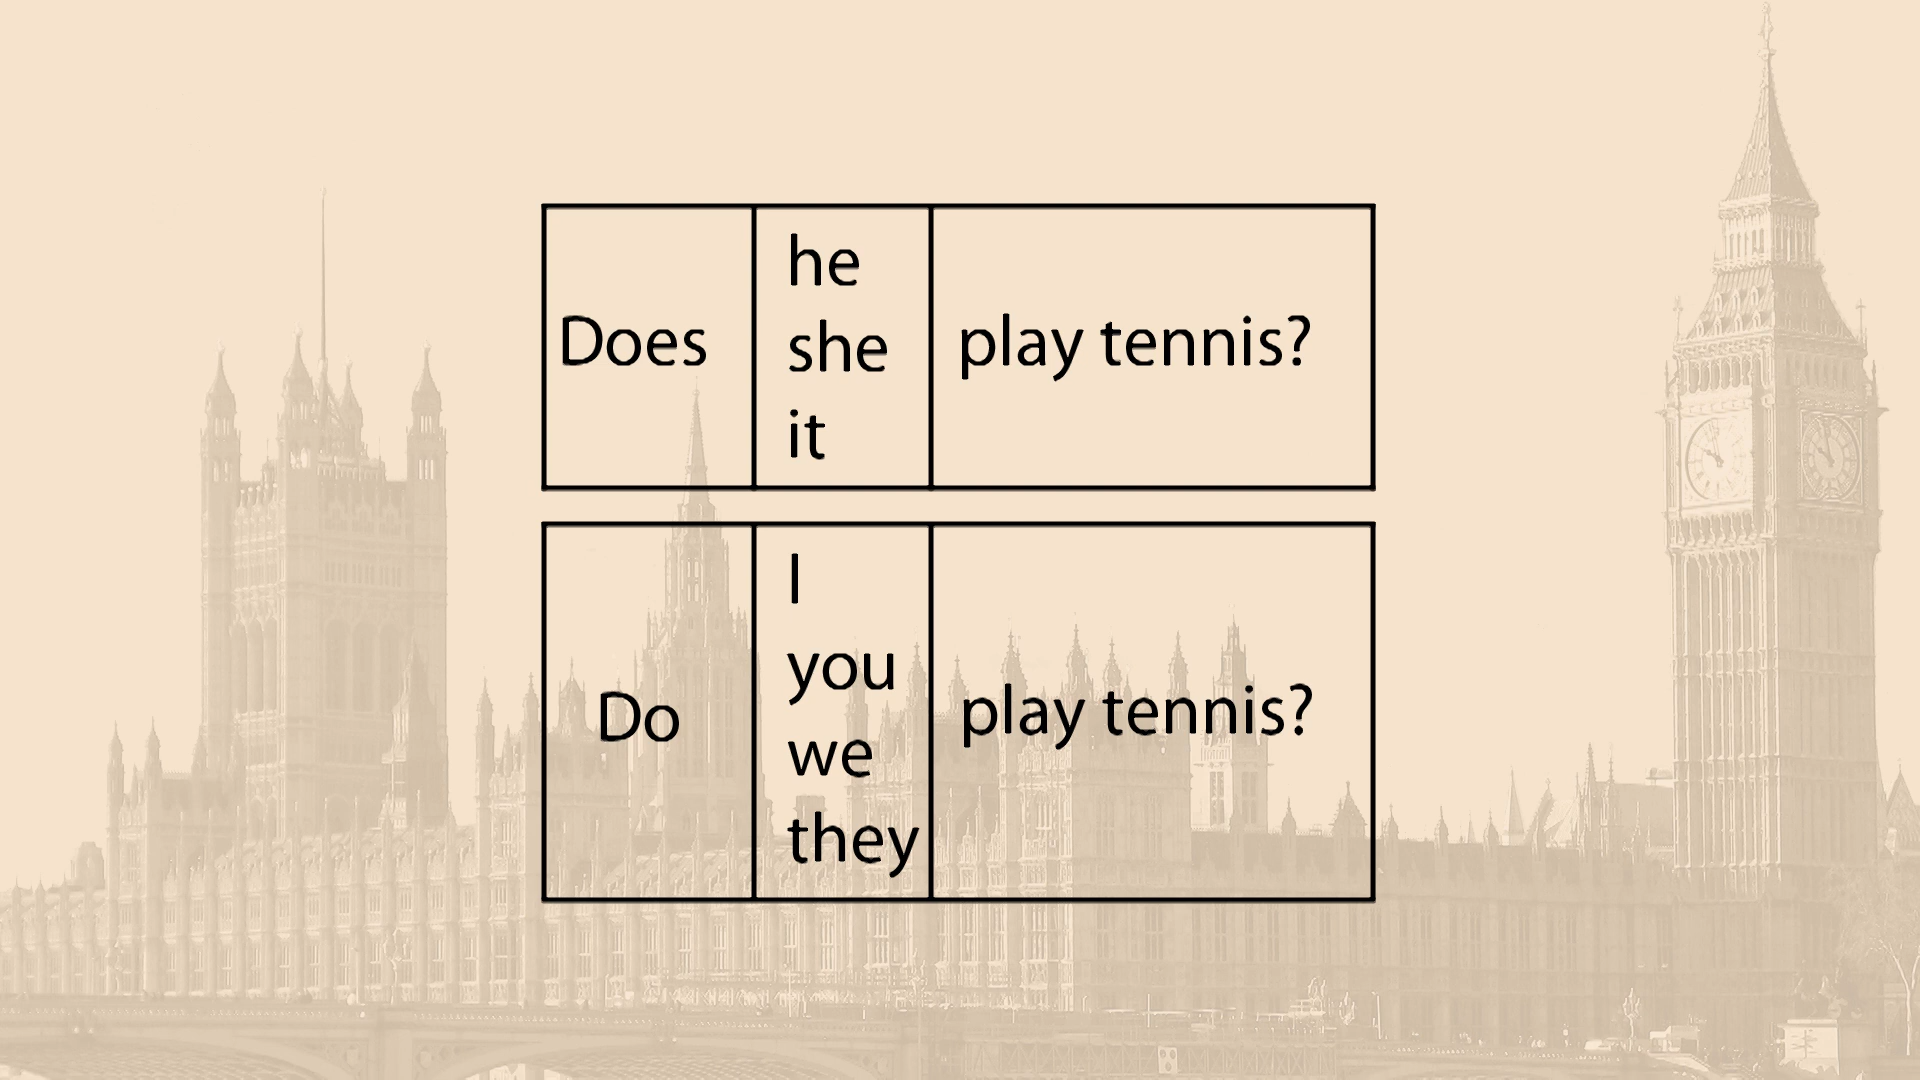 Does
he
she
it
play tennis?
Do
I
you
we
they
play tennis?